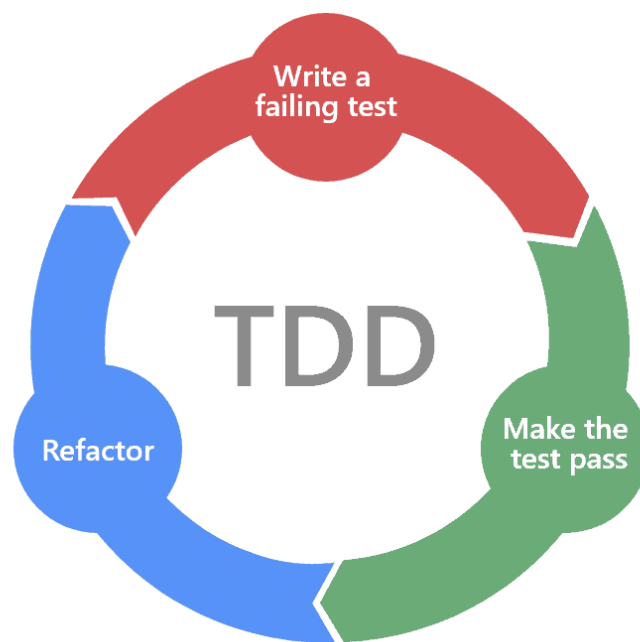 Write a
failing test
TDD
Make the
test pass
Refactor